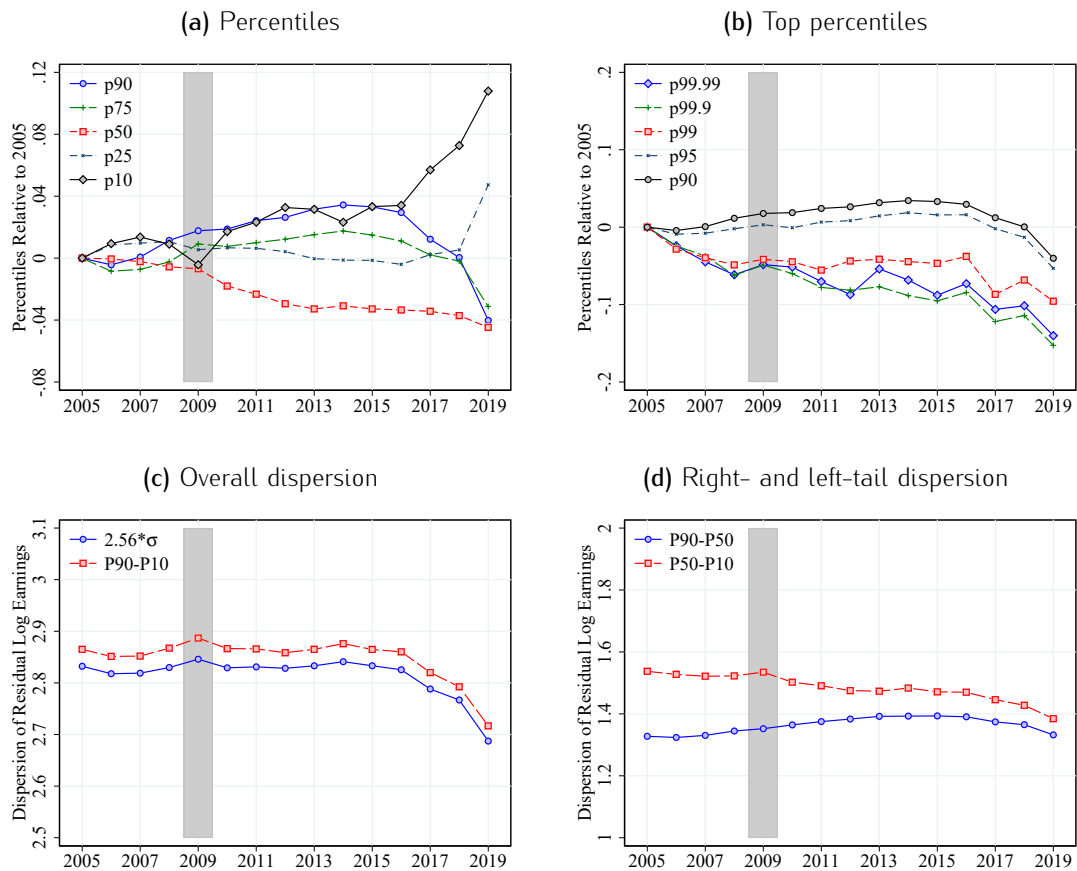 (a) Percentiles
Percentiles Relative to 2005
.12
.08
.04
0
-.04
-.08
p90
p75
p50
p25
p10
2005 2007 2009 2011 2013 2015 2017 2019
(b) Top percentiles
Percentiles Relative to 2005
.2
.1
0
-.1
-.2
p99.99
p99.9
p99
p95
p90
2005 2007 2009 2011 2013 2015 2017 2019
(c) Overall dispersion
Dispersion of Residual Log Earnings
3.1
3
2.9
2.8
2.7
2.6
2.5
2.56*σ
P90-P10
2005 2007 2009 2011 2013 2015 2017 2019
(d) Right- and left-tail dispersion
Dispersion of Residual Log Earnings
2
1.8
1.6
1.4
1.2
1
P90-P50
P50-P10
2005 2007 2009 2011 2013 2015 2017 2019